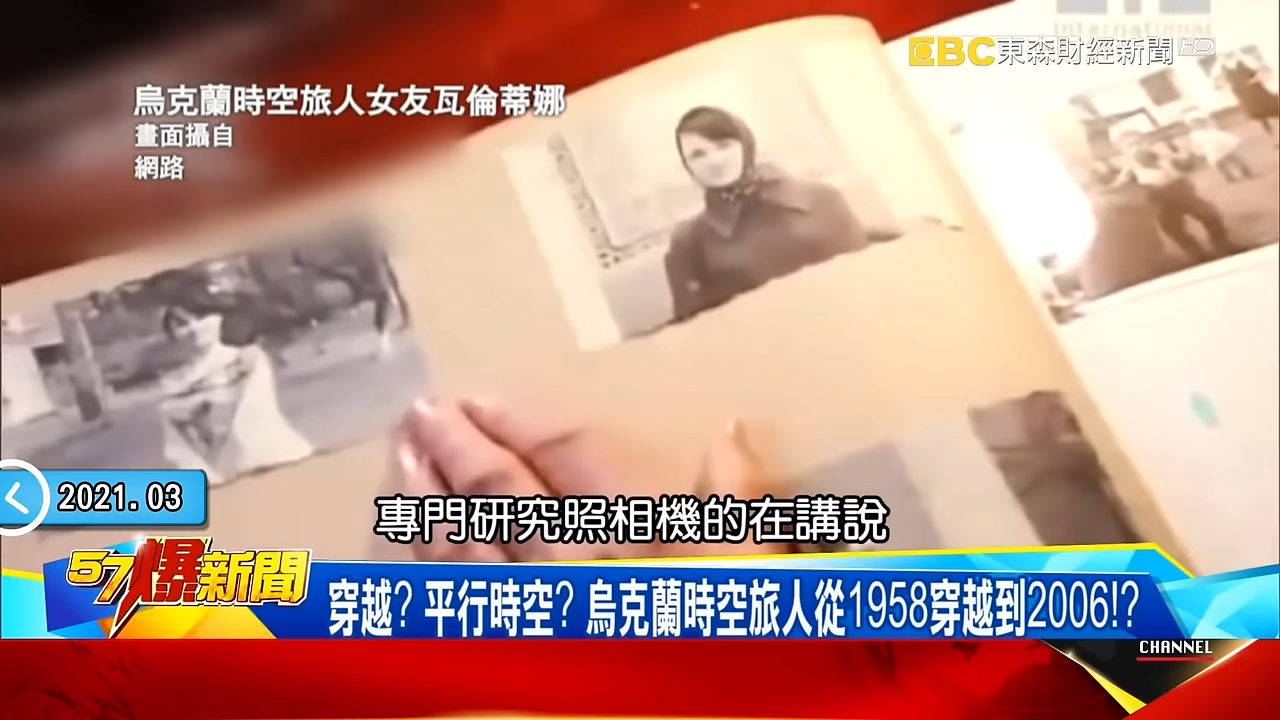 International
EBC東森財經新聞HD
烏克蘭時空旅人女友瓦倫蒂娜
畫面攝自
網路
專門研究照相機的在講說
2021.03
57爆新聞
穿越?平行時空?烏克蘭時空旅人從1958穿越到2006!?
CHANNEL